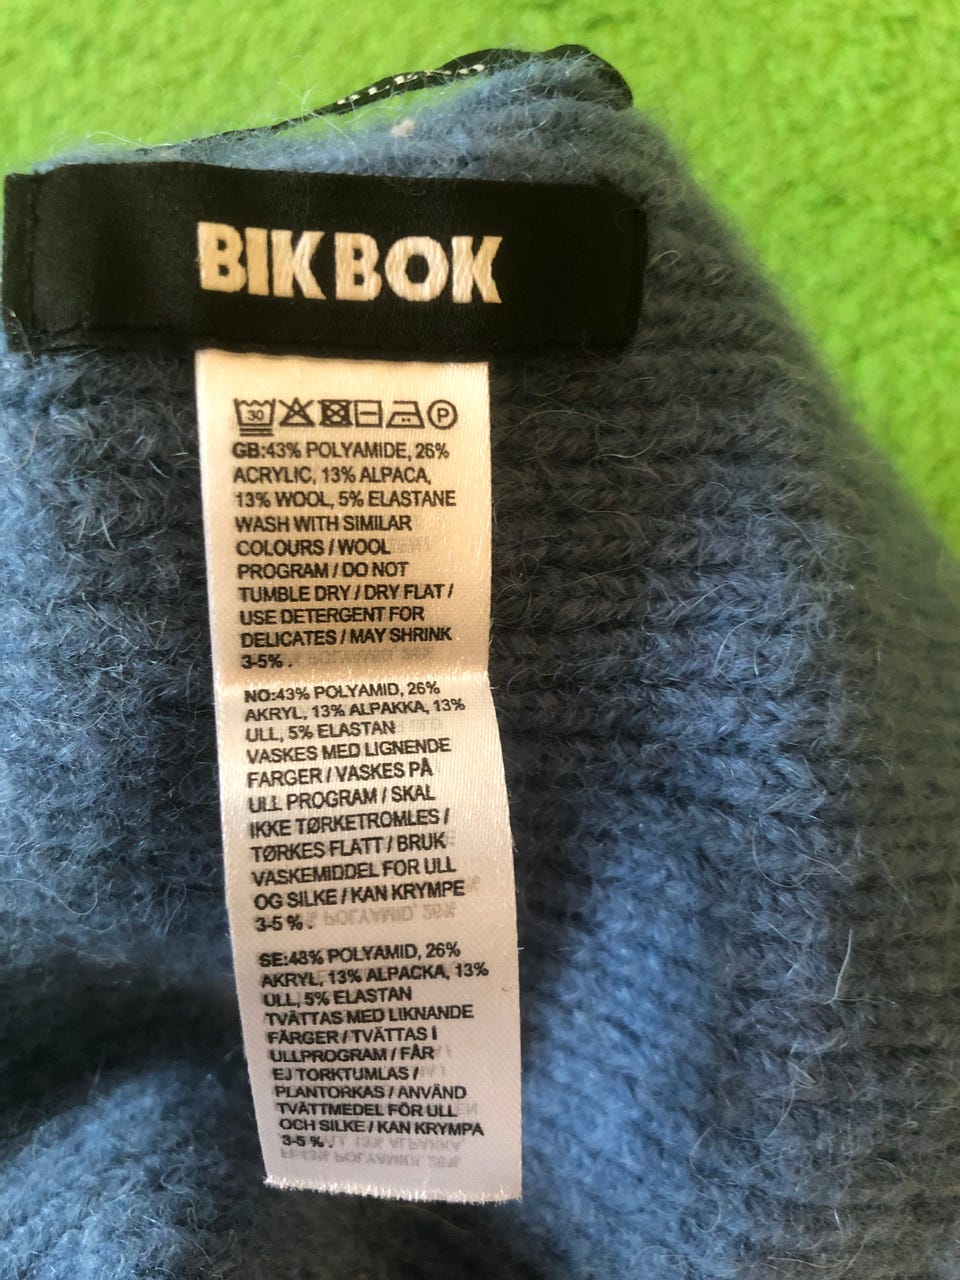 BIK BOK
30 P
GB:43% POLYAMIDE, 26%
ACRYLIC, 13% ALPACA,
13% WOOL, 5% ELASTANE
WASH WITH SIMILAR
COLOURS / WOOL
PROGRAM / DO NOT
TUMBLE DRY / DRY FLAT /
USE DETERGENT FOR
DELICATES / MAY SHRINK
3-5% .
NO:43% POLYAMID, 26%
AKRYL, 13% ALPAKKA, 13%
ULL, 5% ELASTAN
VASKES MED LIGNENDE
FARGER / VASKES PÅ
ULL PROGRAM / SKAL
IKKE TØRKETROMLES /
TØRKES FLATT / BRUK
VASKEMIDDEL FOR ULL
OG SILKE / KAN KRYMPE
3-5 % .
SE:43% POLYAMID, 26%
AKRYL, 13% ALPACKA, 13%
ULL, 5% ELASTAN
TVÄTTAS MED LIKNANDE
FÄRGER / TVÄTTAS I
ULLPROGRAM / FÅR
EJ TORKTUMLAS /
PLANTORKAS / ANVÄND
TVÄTTMEDEL FÖR ULL
OCH SILKE / KAN KRYMPA
3-5 % .